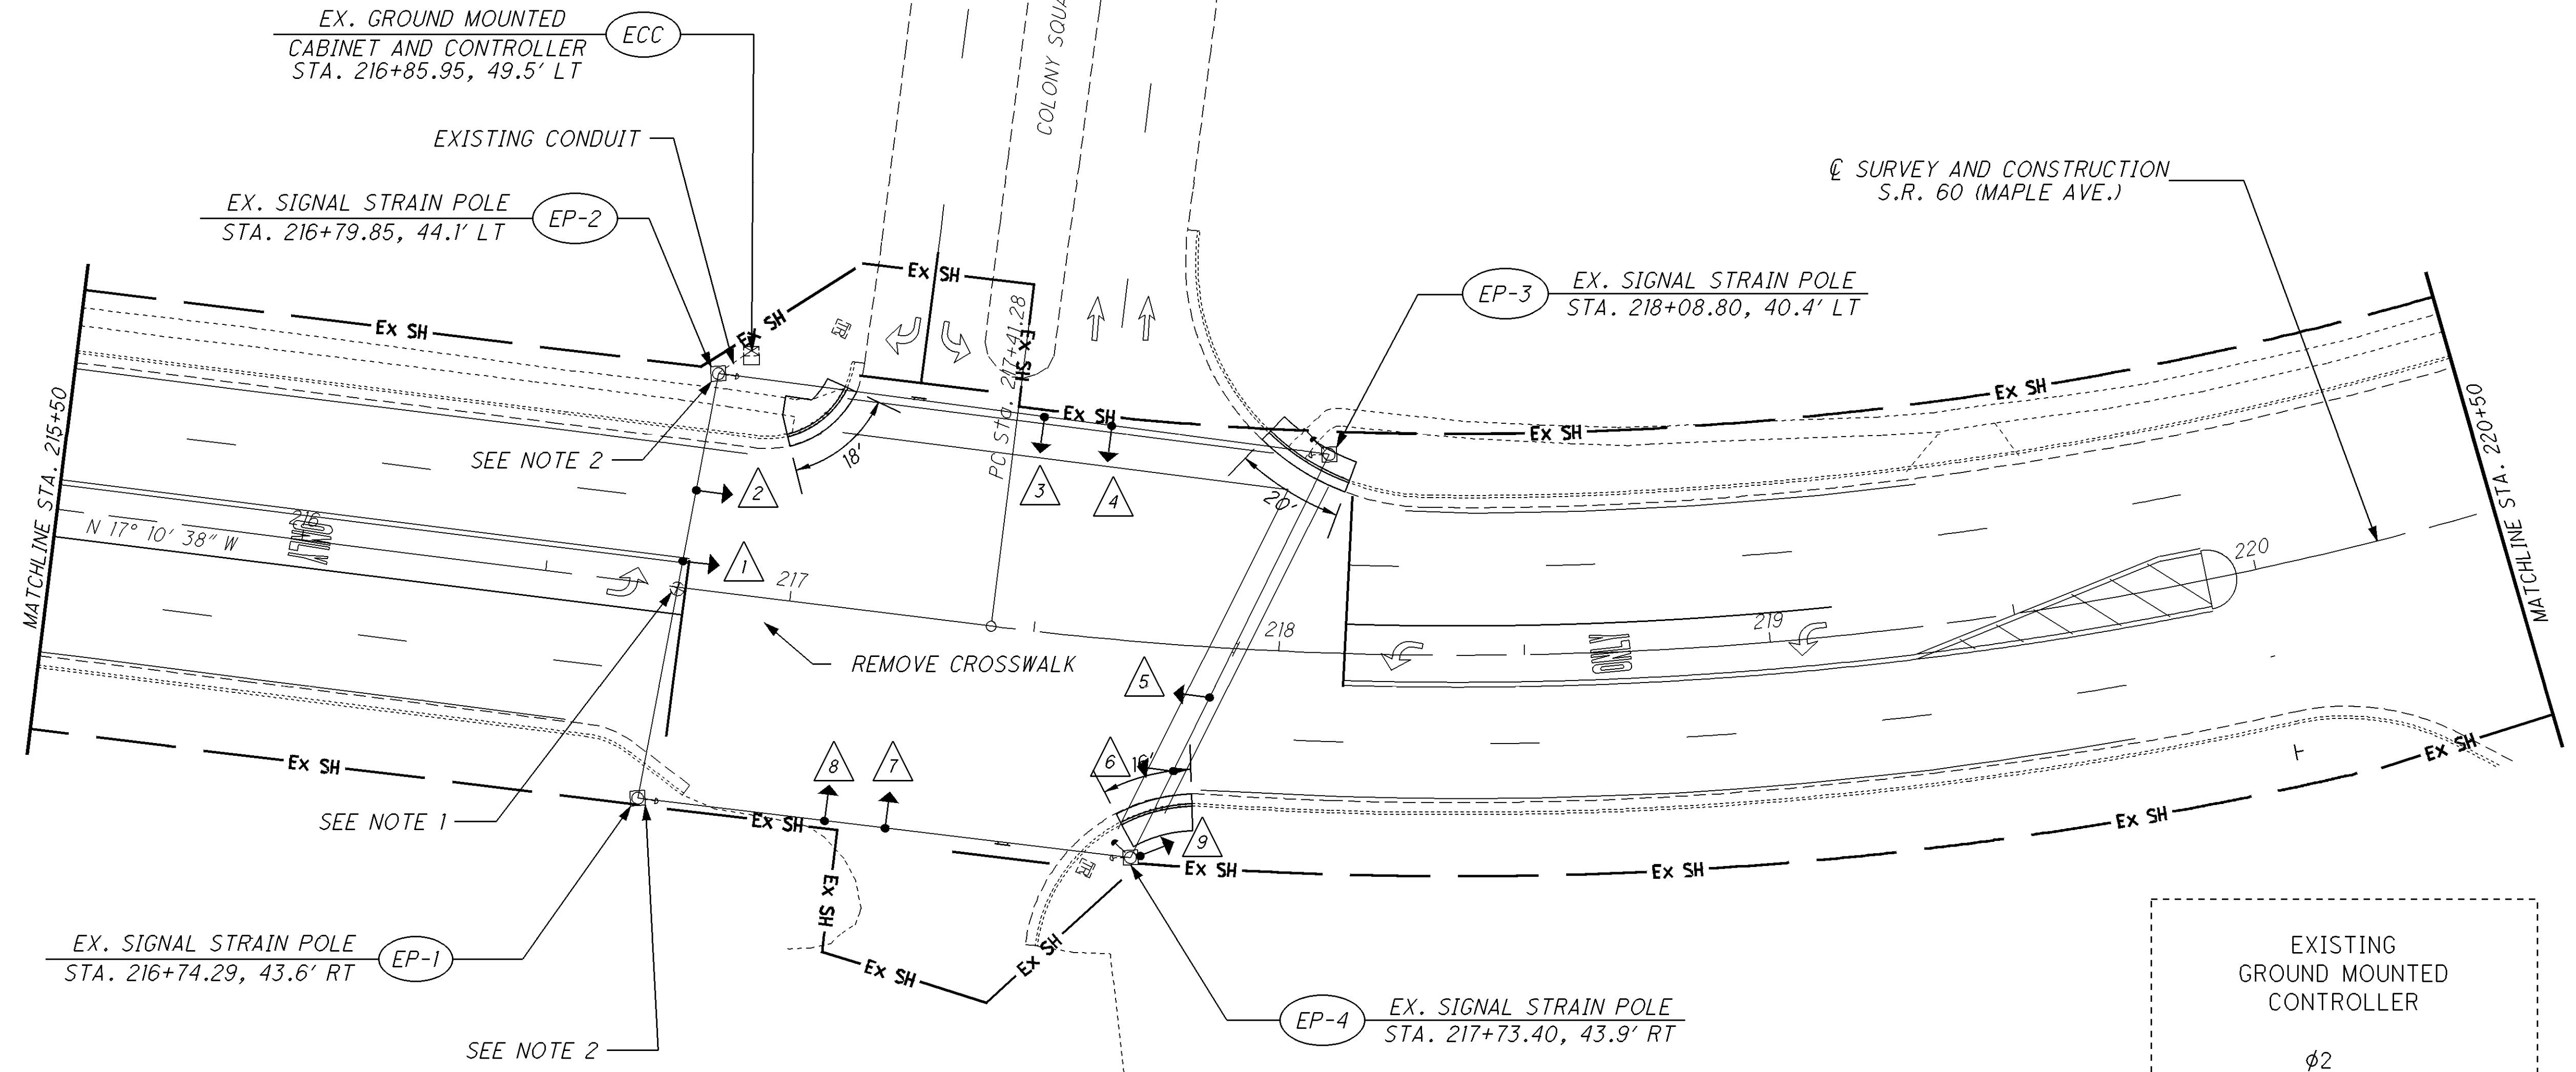 EX. GROUND MOUNTED
CABINET AND CONTROLLER
STA. 216+85.95, 49.5' LT
ECC
EXISTING CONDUIT
EX. SIGNAL STRAIN POLE
STA. 216+79.85, 44.1' LT
EP-2
COLONY SQUA
℄ SURVEY AND CONSTRUCTION
S.R. 60 (MAPLE AVE.)
EP-3
EX. SIGNAL STRAIN POLE
STA. 218+08.80, 40.4' LT
Ex SH
Ex SH
Ex SH
Ex SH
Ex SH
Ex SH
Ex SH
TR
PC Sta. 217+41.28
MATCHLINE STA. 215+50
MATCHLINE STA. 220+50
SEE NOTE 2
18'
20'
2
3
4
1
216
ONLY
N 17° 10' 38" W
217
218
219
220
ONLY
REMOVE CROSSWALK
5
6
16'
8
7
9
SEE NOTE 1
Ex SH
Ex SH
Ex SH
Ex SH
Ex SH
Ex SH
Ex SH
Ex SH
Ex SH
TR
EX. SIGNAL STRAIN POLE
STA. 216+74.29, 43.6' RT
EP-1
SEE NOTE 2
EP-4
EX. SIGNAL STRAIN POLE
STA. 217+73.40, 43.9' RT
EXISTING
GROUND MOUNTED
CONTROLLER
ϕ2